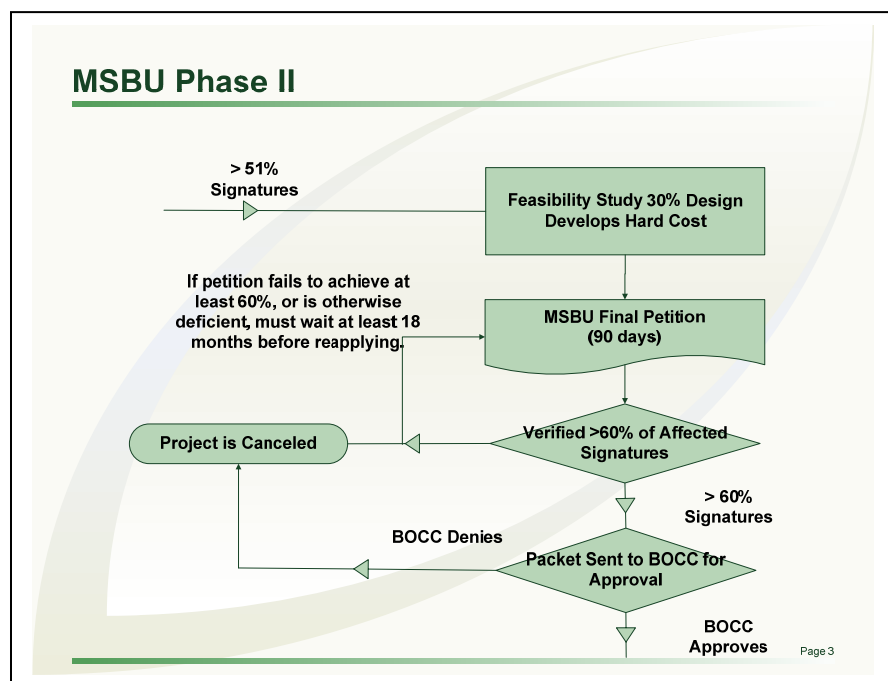 MSBU Phase II
> 51%
Signatures
Feasibility Study 30% Design
Develops Hard Cost
If petition fails to achieve at
least 60%, or is otherwise
deficient, must wait at least 18
months before reapplying.
MSBU Final Petition
(90 days)
Project is Canceled
Verified >60% of Affected
Signatures
> 60%
Signatures
BOCC Denies
Packet Sent to BOCC for
Approval
BOCC
Approves
Page 3